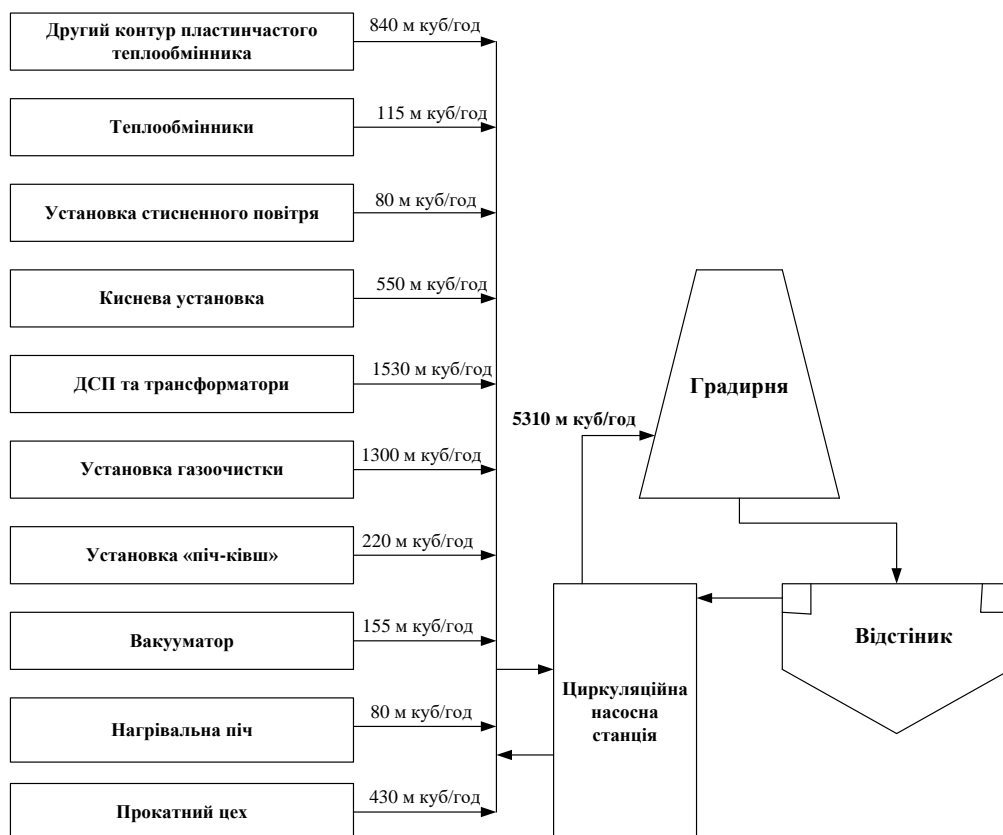 Другий контур пластинчастого
теплообмінника
840 м куб/год
Теплообмінники
115 м куб/год
Установка стисненного повітря
80 м куб/год
Киснева установка
550 м куб/год
ДСП та трансформатори
1530 м куб/год
Установка газоочистки
1300 м куб/год
Установка «піч-ківш»
220 м куб/год
Вакууматор
155 м куб/год
Нагрівальна піч
80 м куб/год
Прокатний цех
430 м куб/год
5310 м куб/год
Градирня
Відстіник
Циркуляційна
насосна
станція